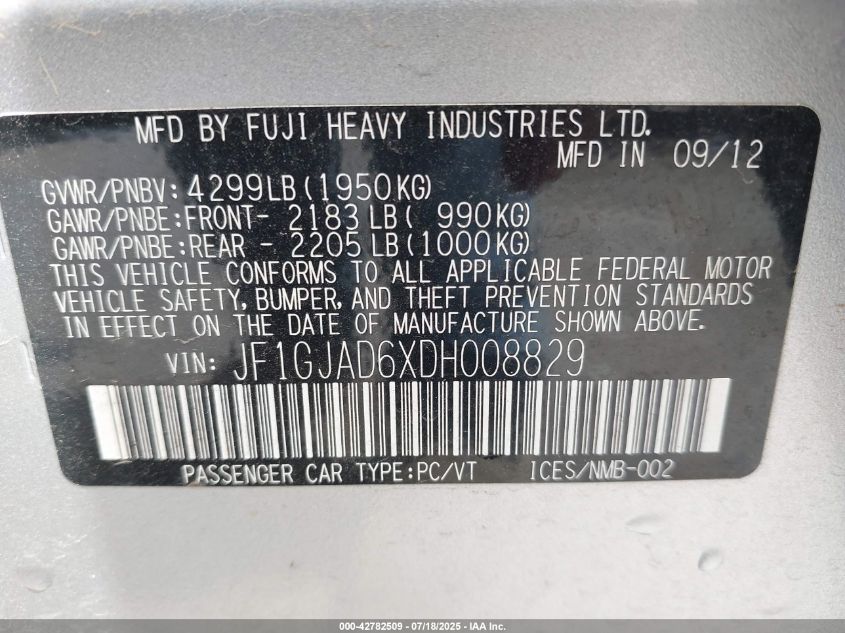 MFD BY FUJI HEAVY INDUSTRIES LTD.
MFD IN 09/12
GVWR/PNBV: 4299LB (1950KG)
GAWR/PNBE: FRONT- 2183 LB ( 990KG)
GAWR/PNBE: REAR - 2205 LB (1000KG)
THIS VEHICLE CONFORMS TO ALL APPLICABLE FEDERAL MOTOR
VEHICLE SAFETY, BUMPER, AND THEFT PREVENTION STANDARDS
IN EFFECT ON THE DATE OF MANUFACTURE SHOWN ABOVE.
VIN: JF1GJAD6XDH008829
PASSENGER CAR TYPE: PC/VT ICES/NMB-002
000-42782509 | 07/18/2025 - IAA Inc.